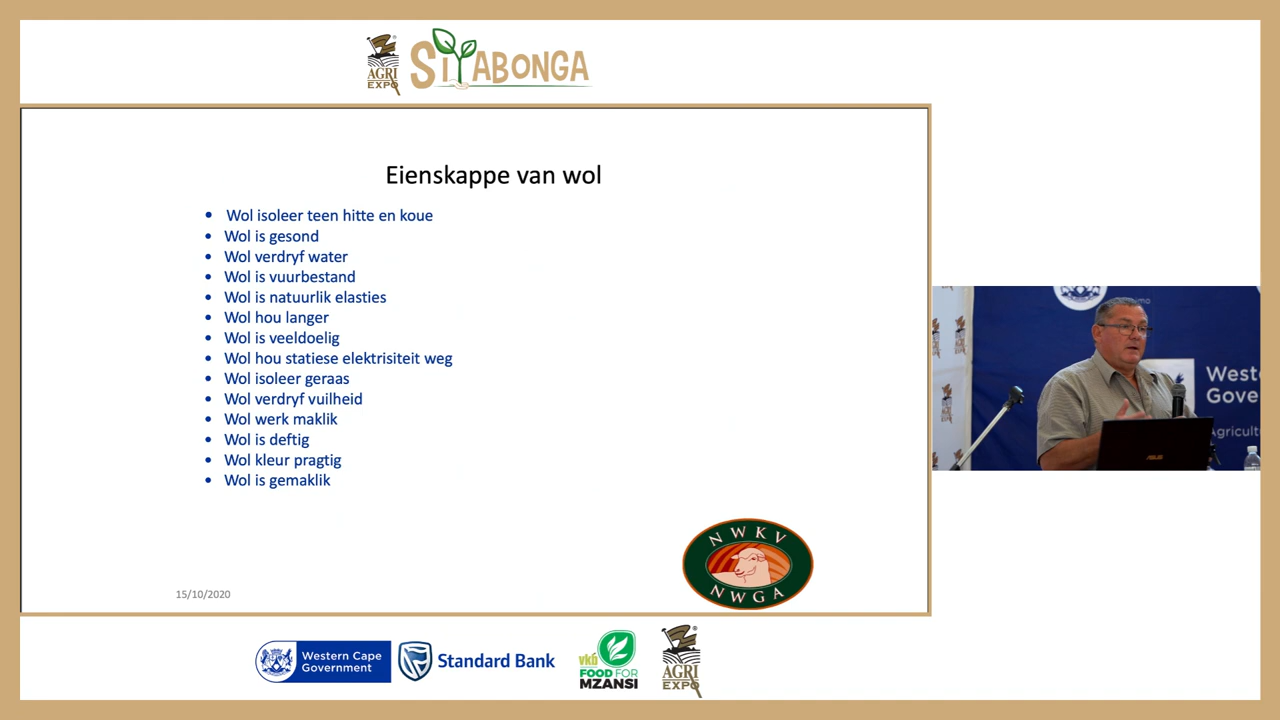 AGRI
EXPO
SIYABONGA
Eienskappe van wol
• Wol isoleer teen hitte en koue
• Wol is gesond
• Wol verdryf water
• Wol is vuurbestand
• Wol is natuurlik elasties
• Wol hou langer
• Wol is veeldoelig
• Wol hou statiese elektrisiteit weg
• Wol isoleer geraas
• Wol verdryf vuilheid
• Wol werk maklik
• Wol is deftig
• Wol kleur pragtig
• Wol is gemaklik
NWKV
NWGA
15/10/2020
Gove
ASUS
Western Cape
Government
Standard Bank
vkb
FOOD FOR
MZANSI
AGRI
EXPO